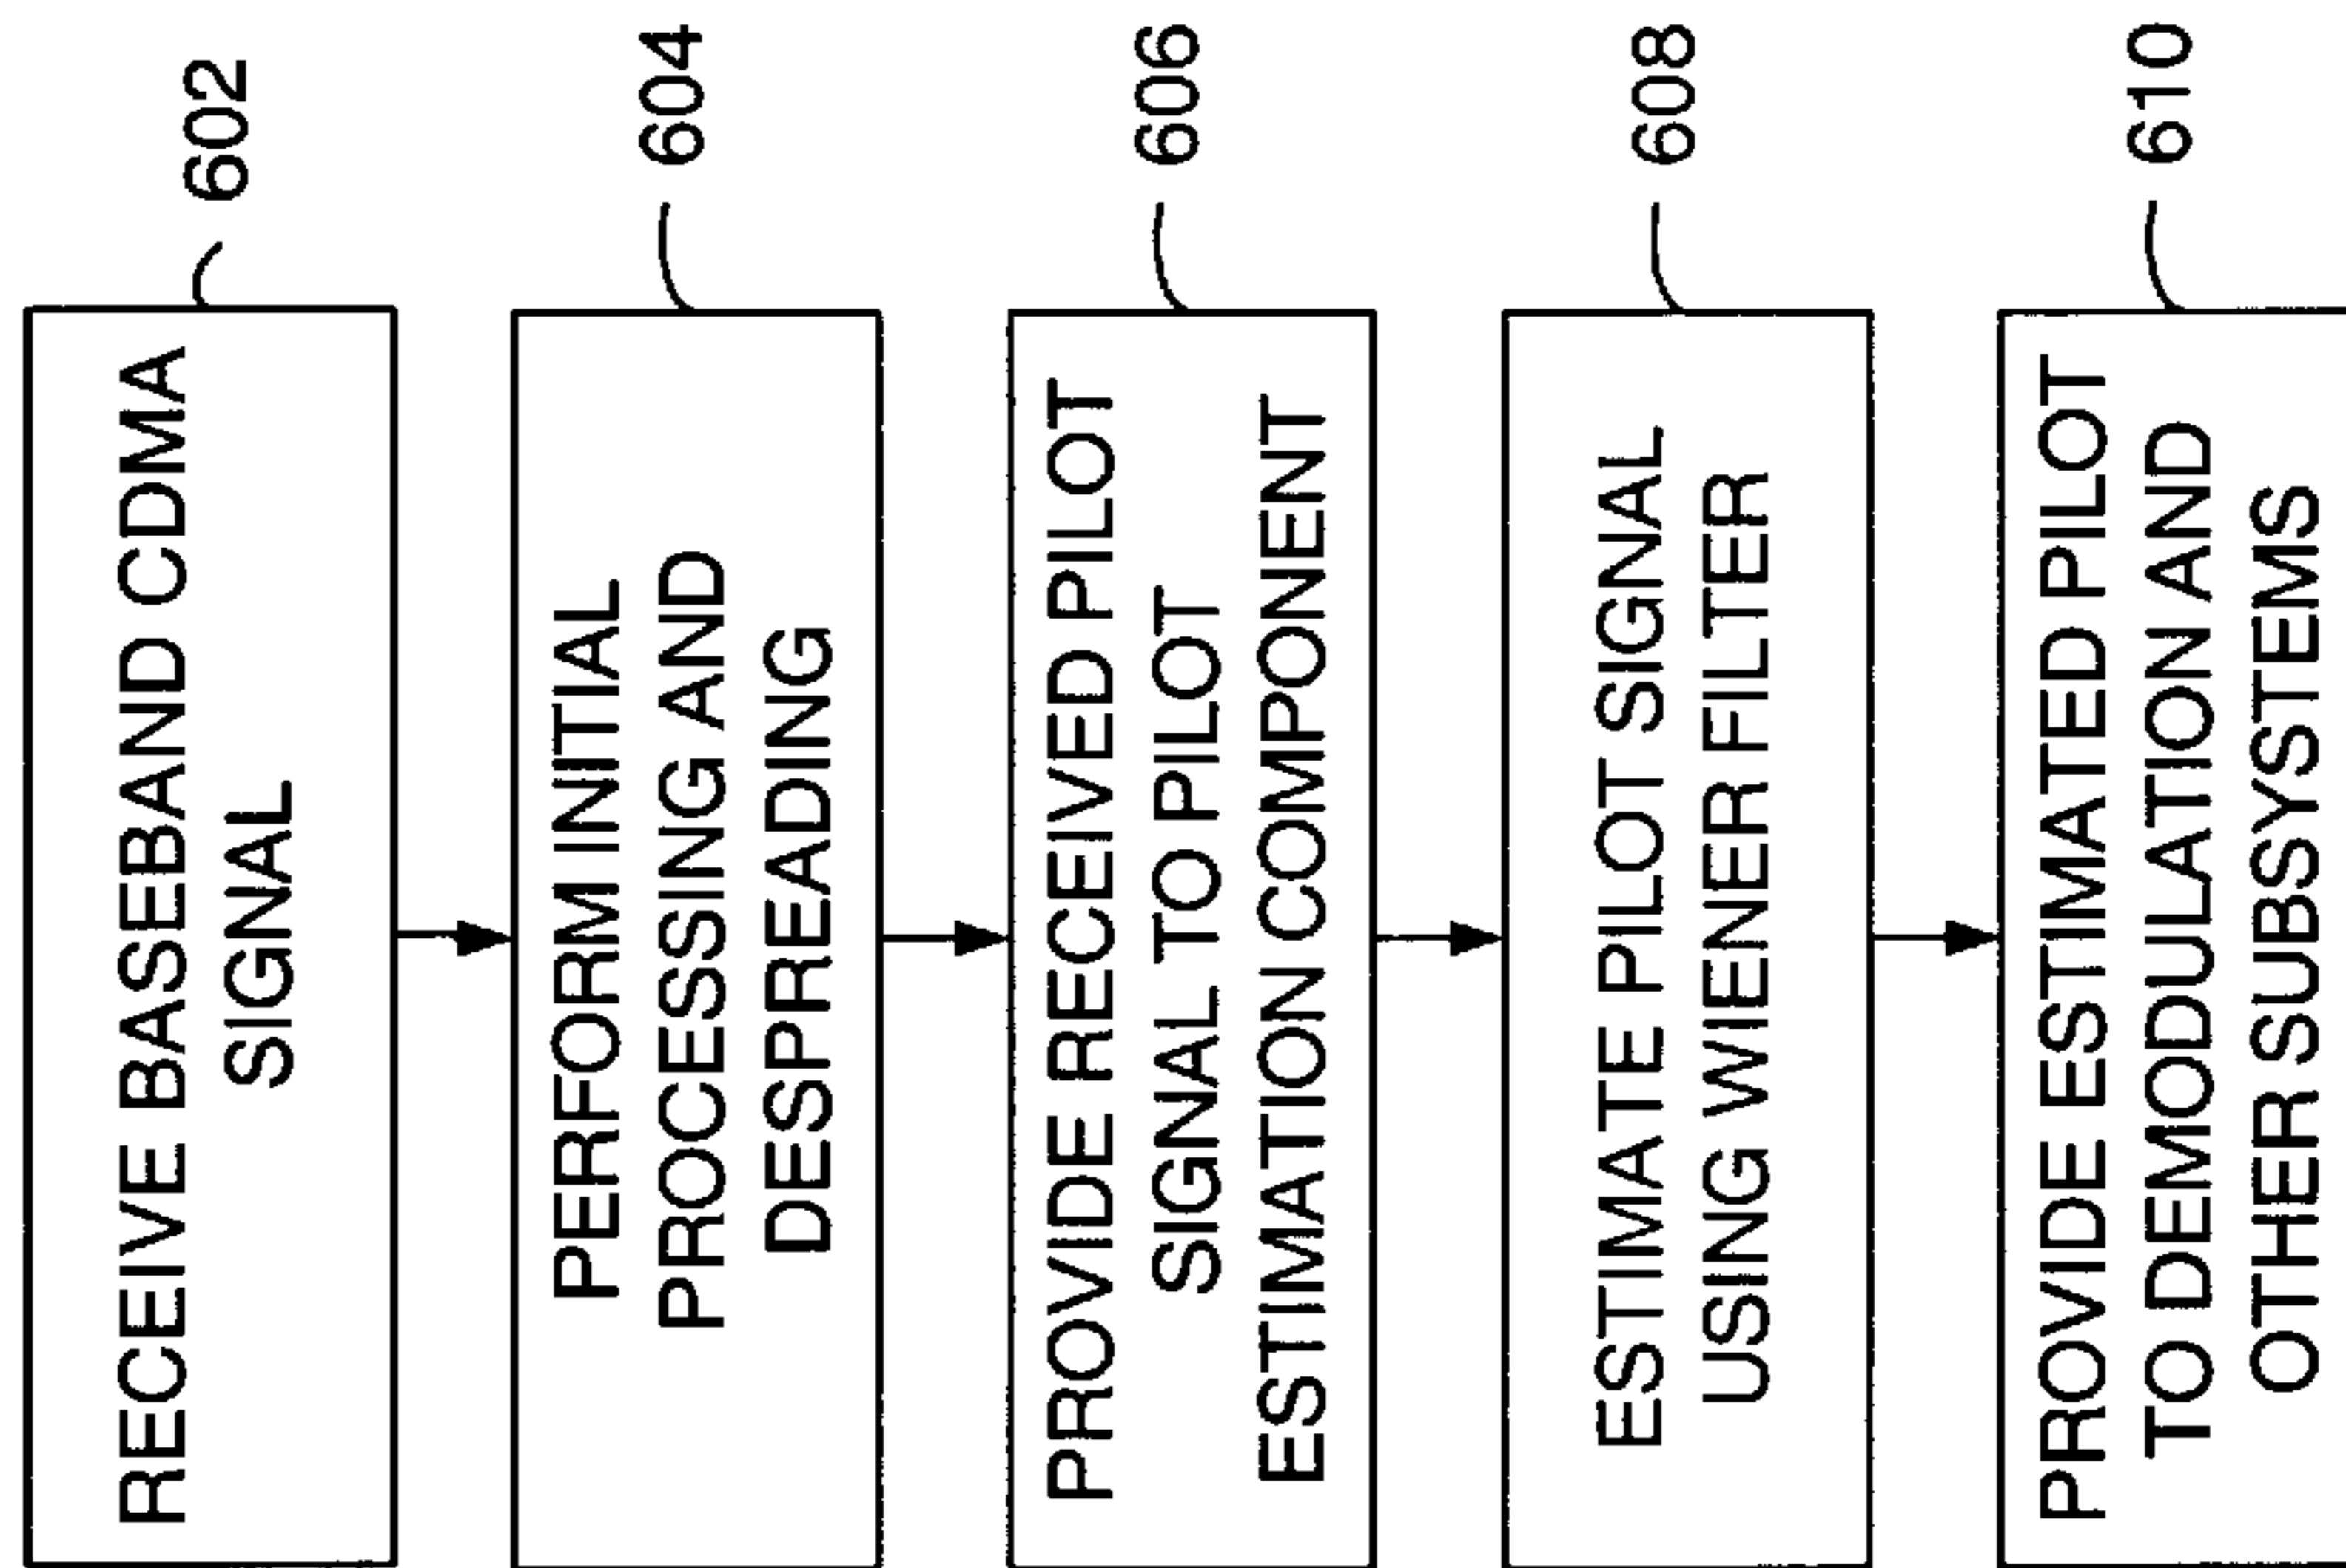 RECEIVE BASEBAND CDMA
SIGNAL
602
PERFORM INITIAL
PROCESSING AND
DESPREADING
604
PROVIDE RECEIVED PILOT
SIGNAL TO PILOT
ESTIMATION COMPONENT
606
ESTIMATE PILOT SIGNAL
USING WIENER FILTER
608
PROVIDE ESTIMATED PILOT
TO DEMODULATION AND
OTHER SUBSYSTEMS
610